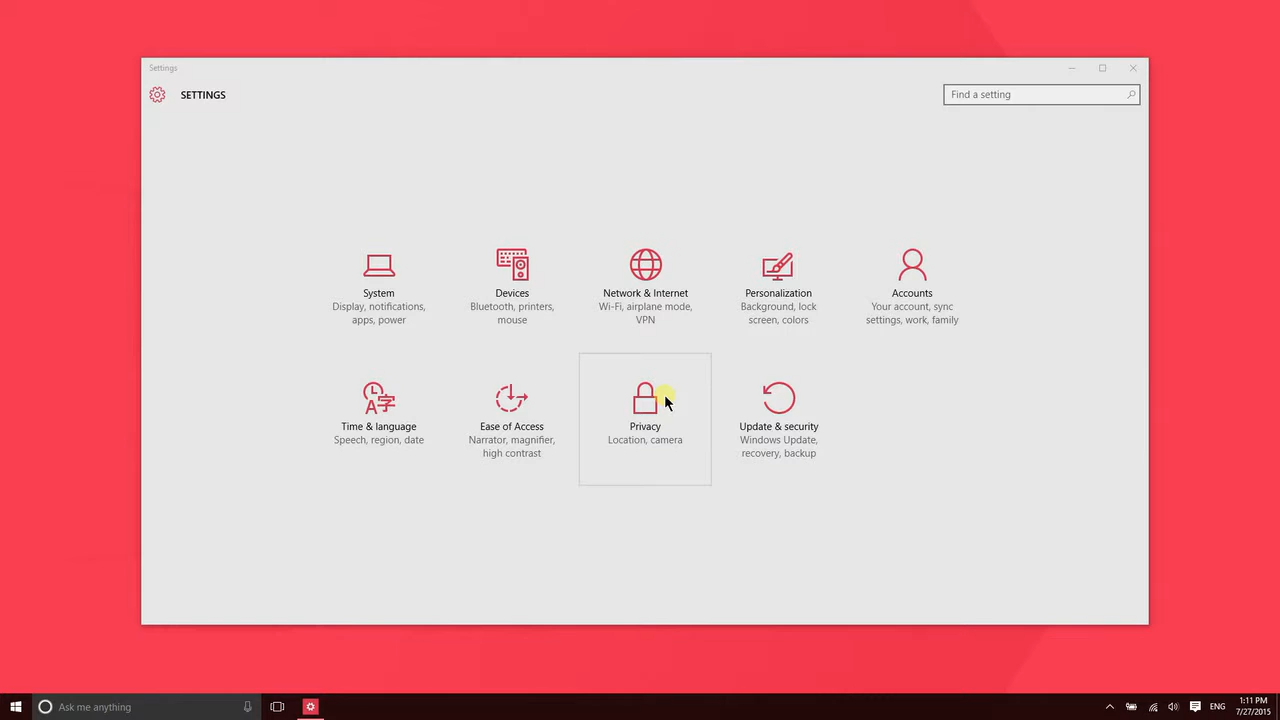 Settings
SETTINGS
Find a setting
System
Display, notifications,
apps, power
Devices
Bluetooth, printers,
mouse
Network & Internet
Wi-Fi, airplane mode,
VPN
Personalization
Background, lock
screen, colors
Accounts
Your account, sync
settings, work, family
A字
Time & language
Speech, region, date
Ease of Access
Narrator, magnifier,
high contrast
Privacy
Location, camera
Update & security
Windows Update,
recovery, backup
Ask me anything
ENG
1:11 PM
7/27/2015